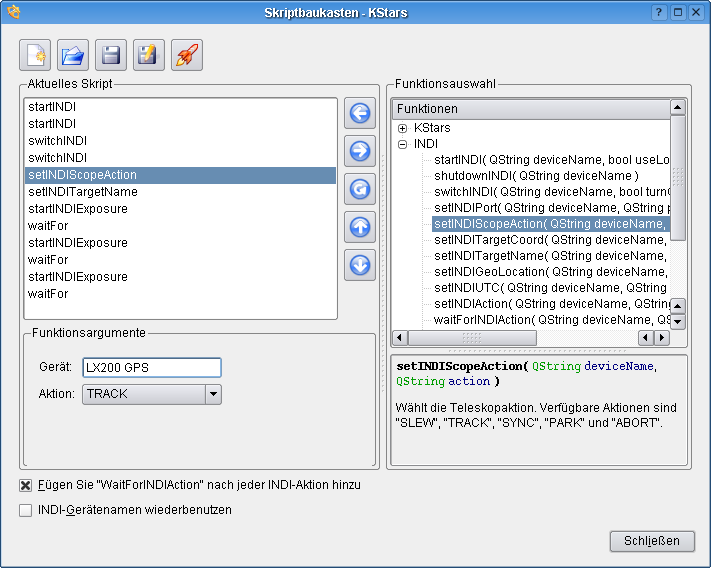 Skriptbaukasten - KStars
Aktuelles Skript
startINDI
startINDI
switchINDI
switchINDI
setINDIScopeAction
setINDITargetName
startINDIExposure
waitFor
startINDIExposure
waitFor
startINDIExposure
waitFor
Funktionsargumente
Gerät: LX200 GPS
Aktion: TRACK
Funktionsauswahl
Funktionen
KStars
INDI
startINDI( QString deviceName, bool useLo
shutdownINDI( QString deviceName )
switchINDI( QString deviceName, bool turnO
setINDIPort( QString deviceName, QString p
setINDIScopeAction( QString deviceName,
setINDITargetCoord( QString deviceName,
setINDITargetName( QString deviceName,
setINDIGeoLocation( QString deviceName,
setINDIUTC( QString deviceName, QString
setINDIAction( QString deviceName, QString
waitForINDIAction( QString deviceName, QS
setINDIScopeAction( QString deviceName,
QString action )
Wählt die Teleskopaktion. Verfügbare Aktionen sind
"SLEW", "TRACK", "SYNC", "PARK" und "ABORT".
Fügen Sie "WaitForINDIAction" nach jeder INDI-Aktion hinzu
INDI-Gerätenamen wiederbenutzen
Schließen